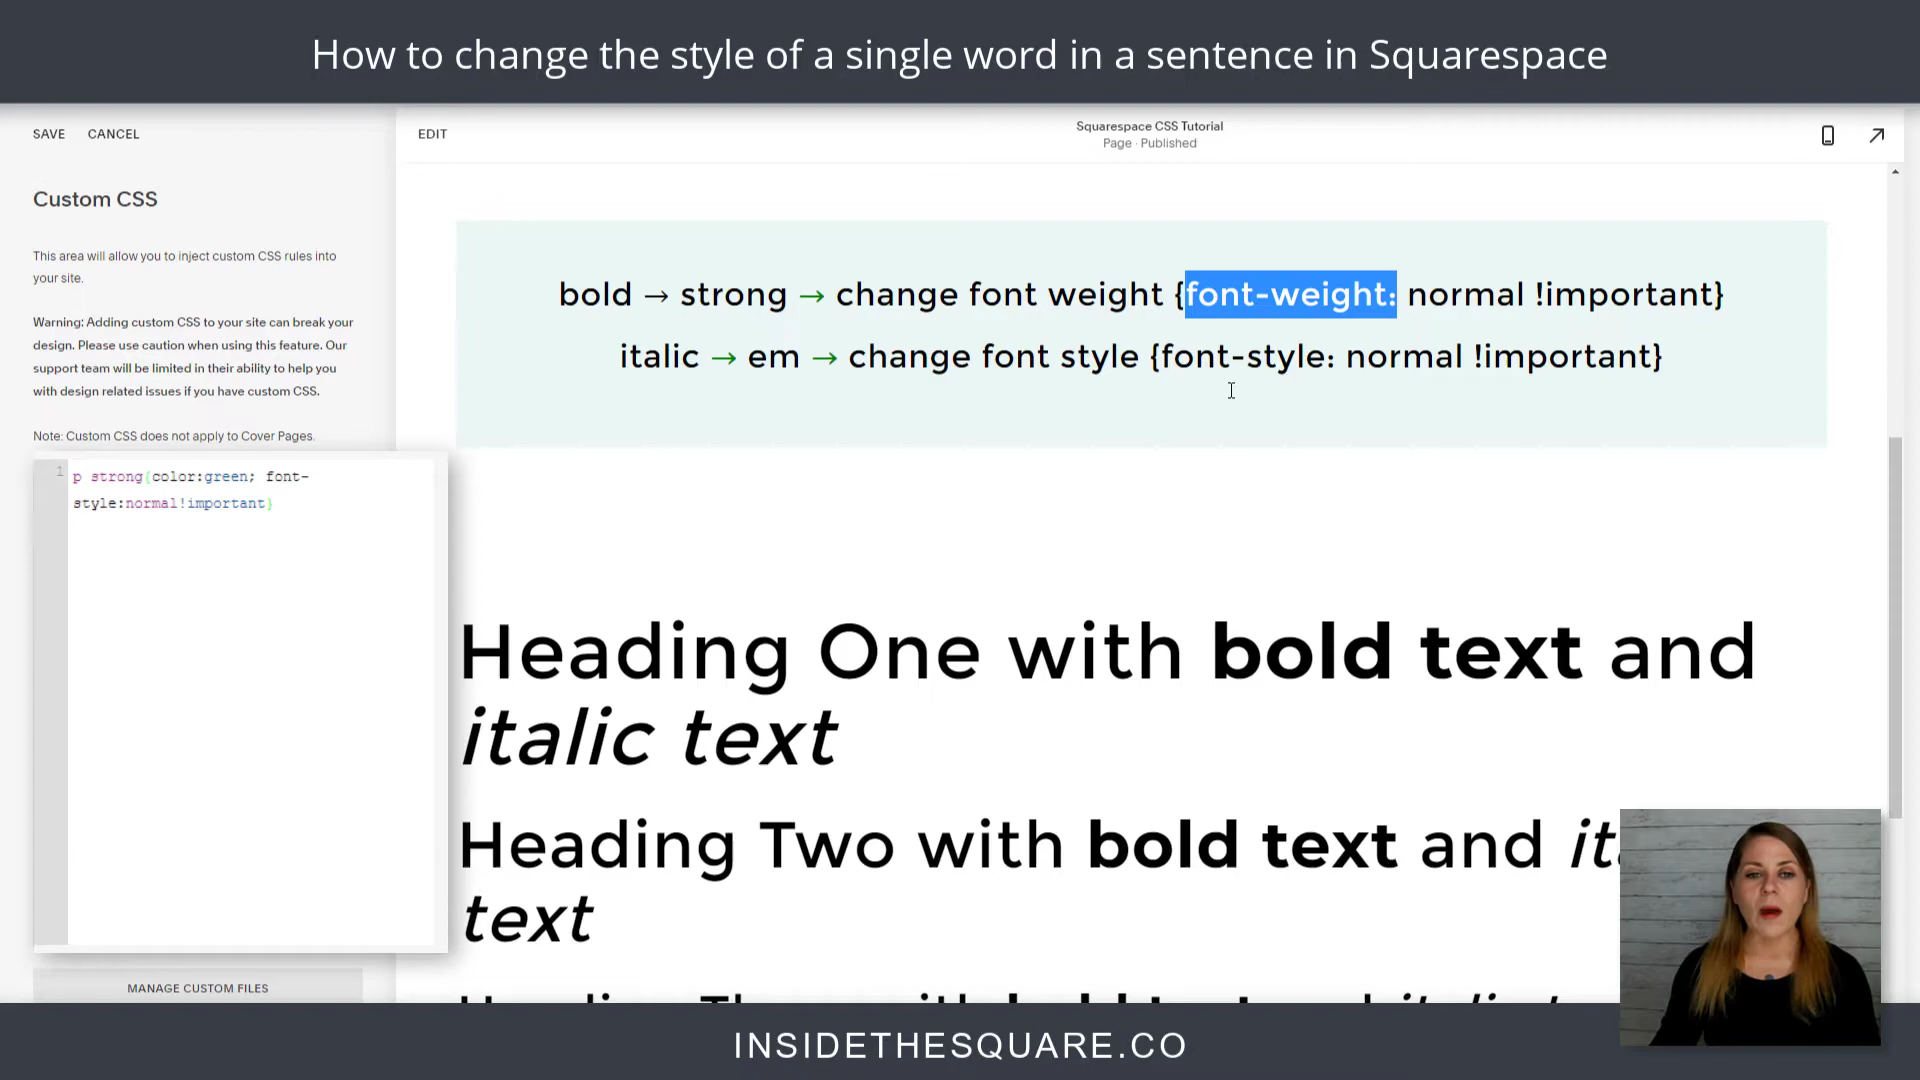 How to change the style of a single word in a sentence in Squarespace
SAVE CANCEL
EDIT
Squarespace CSS Tutorial
Page · Published
Custom CSS
This area will allow you to inject custom CSS rules into
your site.
Warning: Adding custom CSS to your site can break your
design. Please use caution when using this feature. Our
support team will be limited in their ability to help you
with design related issues if you have custom CSS.
Note: Custom CSS does not apply to Cover Pages.
1 p strong{color:green; font-
style:normal!important}
MANAGE CUSTOM FILES
bold → strong → change font weight {font-weight: normal !important}
italic → em → change font style {font-style: normal !important}
Heading One with bold text and
italic text
Heading Two with bold text and
text
INSIDETHESQUARE.CO